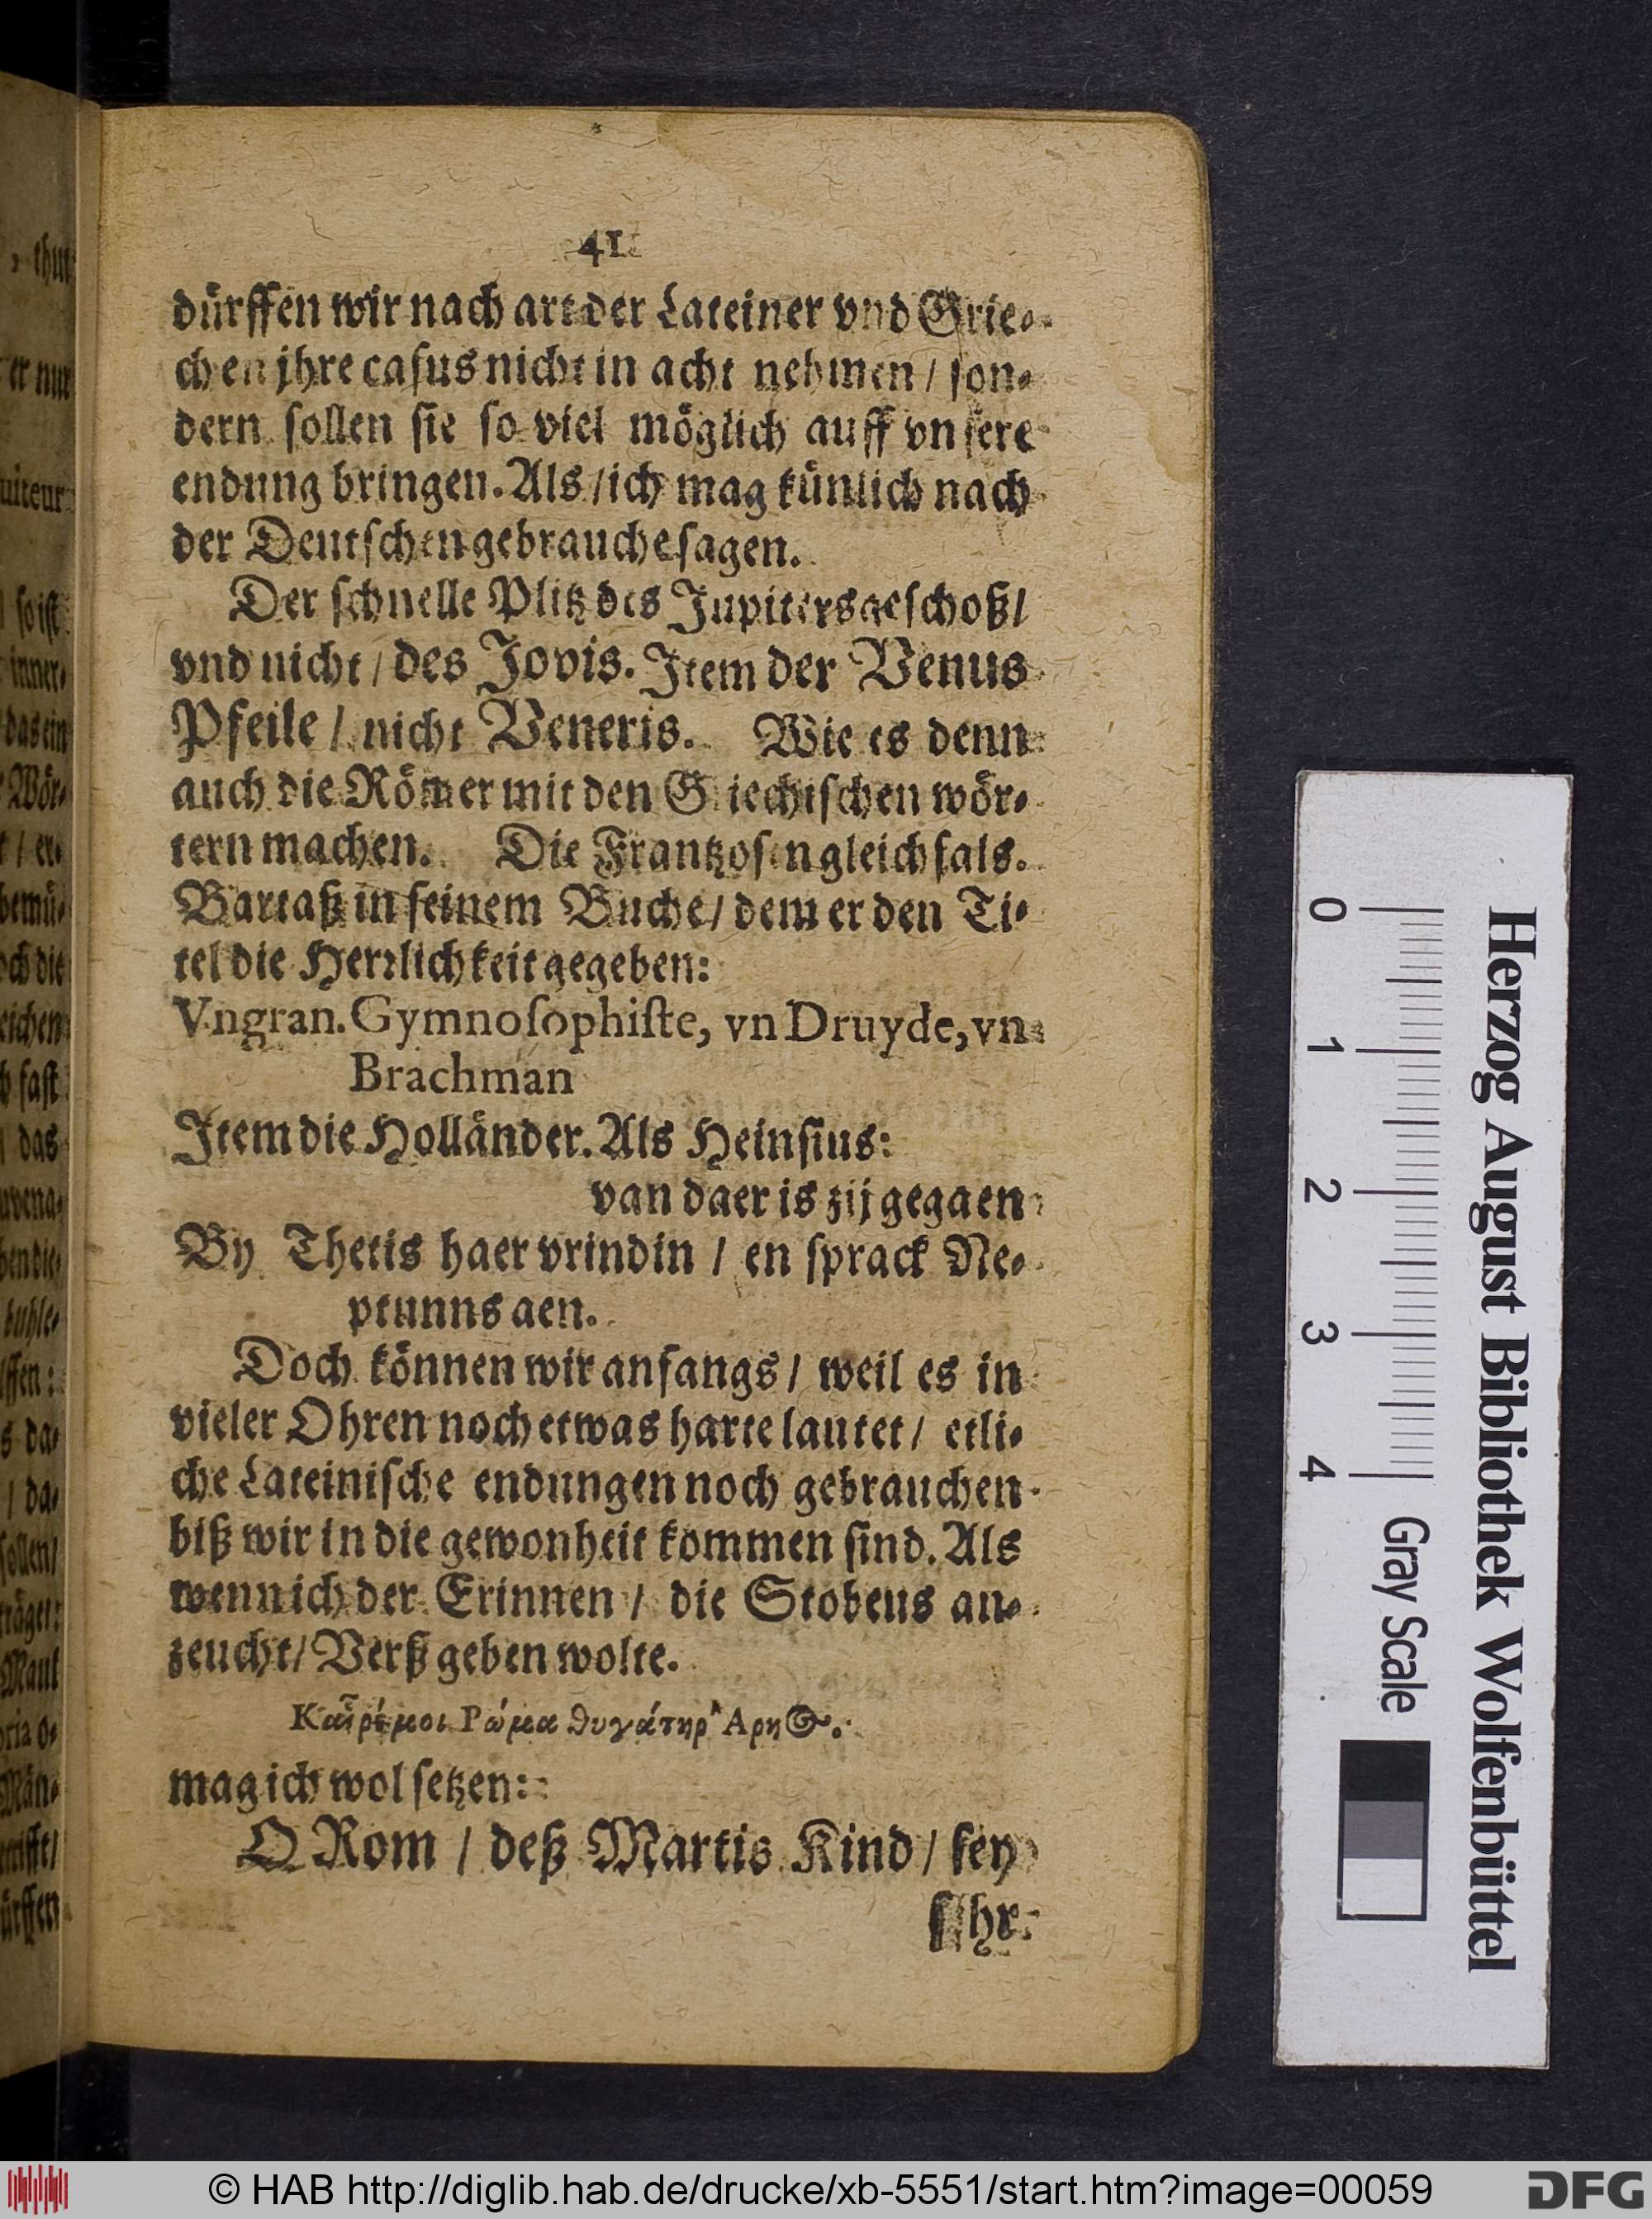 41
dürffen wir nach art der Lateiner vnd Grie-
chen jhre casus nicht in acht nehmen / son-
dern sollen sie so viel möglich auff vnsere
endung bringen. Als / ich mag künlich nach
der Deutschen gebrauche sagen.
Der schnelle Plitz des Jupiters geschoß /
vnd nicht / des Jovis. Item der Venus
Pfeile / nicht Veneris. Wie es denn
auch die Römer mit den Griechischen wör-
tern machen. Die Frantzosen gleichfals.
Bartaß in seinem Buche / dem er den Ti-
tel die Herrlichkeit gegeben:
Vn gran. Gymnosophiste, vn Druyde, vn
Brachman
Item die Holländer. Als Heinsius:
van daer is zij gegaen
By Thetis haer vrindin / en sprack Ne-
ptunns aen.
Doch können wir anfangs / weil es in
vieler Ohren noch etwas harte lautet / etli-
che Lateinische endungen noch gebrauchen
biß wir in die gewonheit kommen sind. Als
wenn ich der Erinnen / die Stobeus an-
zeucht / Verß geben wolte.
Καῖρέ μοι Ρώμα θυγάτηρ Ἄρηος.
mag ich wol setzen:
O Rom / deß Martis Kind / sey
Herzog August Bibliothek Wolfenbüttel
0 1 2 3 4 Gray Scale
© HAB http://diglib.hab.de/drucke/xb-5551/start.htm?image=00059
DFG